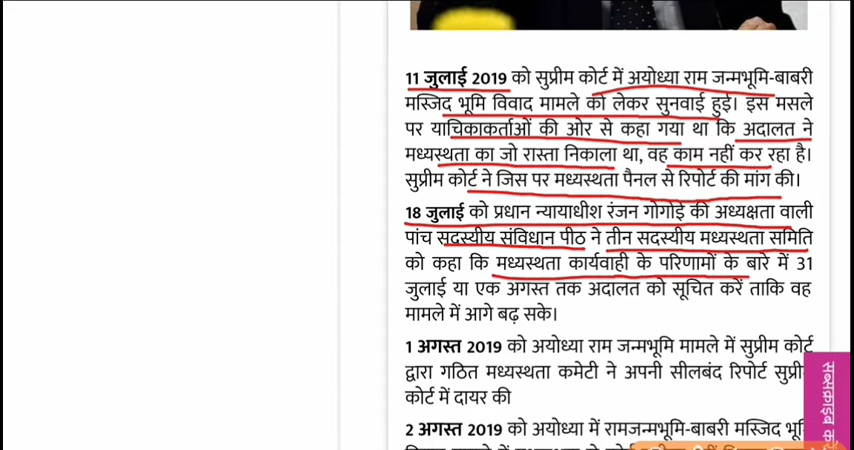 11 जुलाई 2019 को सुप्रीम कोर्ट में अयोध्या राम जन्मभूमि-बाबरी
मस्जिद भूमि विवाद मामले को लेकर सुनवाई हुई। इस मसले
पर याचिकाकर्ताओं की ओर से कहा गया था कि अदालत ने
मध्यस्थता का जो रास्ता निकाला था, वह काम नहीं कर रहा है।
सुप्रीम कोर्ट ने जिस पर मध्यस्थता पैनल से रिपोर्ट की मांग की।
18 जुलाई को प्रधान न्यायाधीश रंजन गोगोई की अध्यक्षता वाली
पांच सदस्यीय संविधान पीठ ने तीन सदस्यीय मध्यस्थता समिति
को कहा कि मध्यस्थता कार्यवाही के परिणामों के बारे में 31
जुलाई या एक अगस्त तक अदालत को सूचित करें ताकि वह
मामले में आगे बढ़ सके।
1 अगस्त 2019 को अयोध्या राम जन्मभूमि मामले में सुप्रीम कोर्ट
द्वारा गठित मध्यस्थता कमेटी ने अपनी सीलबंद रिपोर्ट
कोर्ट में दायर की
2 अगस्त 2019 को अयोध्या में रामजन्मभूमि-बाबरी मस्जिद